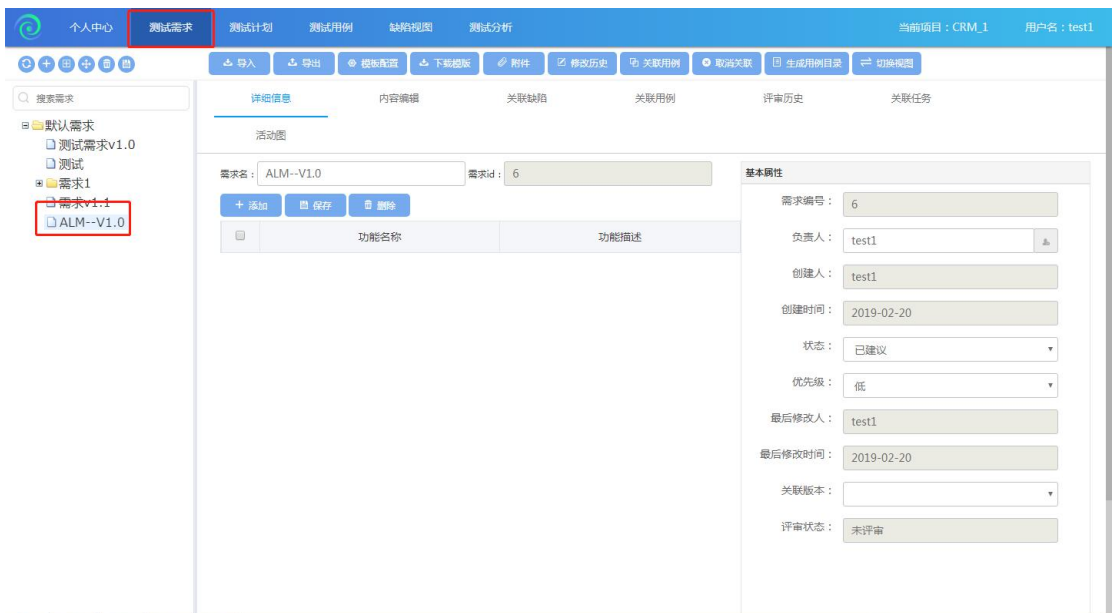 个人中心 测试需求 测试计划 测试用例 缺陷视图 测试分析 当前项目：CRM_1 用户名：test1
导入 导出 模板配置 下载模版 附件 修改历史 关联用例 取消关联 生成用例目录 切换视图
搜索需求
默认需求
测试需求v1.0
测试
需求1
需求v1.1
ALM--V1.0
详细信息 内容编辑 关联缺陷 关联用例 评审历史 关联任务
活动图
需求名： ALM--V1.0 需求id： 6
添加 保存 删除
功能名称 功能描述
基本属性
需求编号： 6
负责人： test1
创建人： test1
创建时间： 2019-02-20
状态： 已建议
优先级： 低
最后修改人： test1
最后修改时间： 2019-02-20
关联版本：
评审状态： 未评审